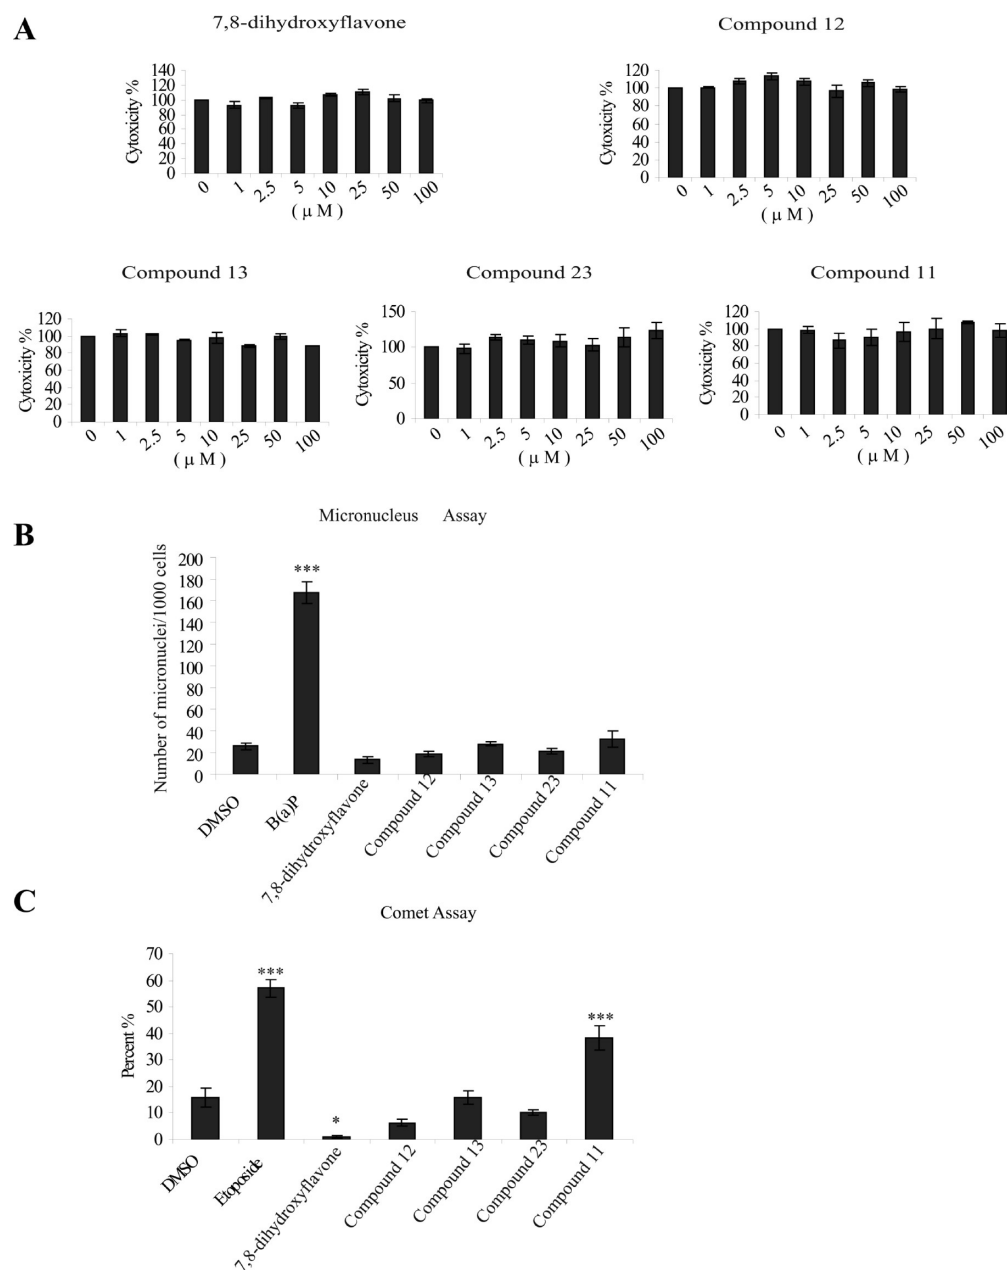 A
7,8-dihydroxyflavone
Cytoxicity %
140
120
100
80
60
40
20
0
0 1 2.5 5 10 25 50 100
( μ M )
Compound 12
Cytoxicity %
120
100
80
60
40
20
0
0 1 2.5 5 10 25 50 100
( μ M )
Compound 13
Cytoxicity %
120
100
80
60
40
20
0
0 1 2.5 5 10 25 50 100
( μ M )
Compound 23
Cytoxicity %
150
100
50
0
0 1 2.5 5 10 25 50 100
( μ M )
Compound 11
Cytoxicity %
120
100
80
60
40
20
0
0 1 2.5 5 10 25 50 100
( μ M )
B
Micronucleus Assay
Number of micronuclei/1000 cells
200
180
160
140
120
100
80
60
40
20
0
***
DMSO
B(a)P
7,8-dihydroxyflavone
Compound 12
Compound 13
Compound 23
Compound 11
C
Comet Assay
Percent %
70
60
50
40
30
20
10
0
***
*
***
DMSO
Etoposide
7,8-dihydroxyflavone
Compound 12
Compound 13
Compound 23
Compound 11